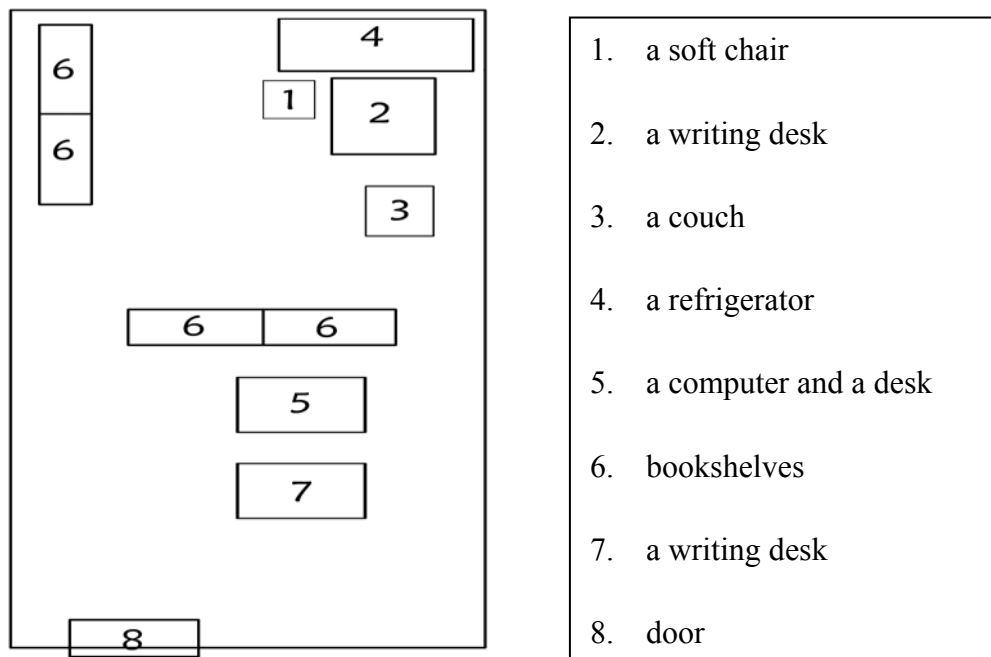 4
6
1
2
6
3
6 6
5
7
8
1. a soft chair
2. a writing desk
3. a couch
4. a refrigerator
5. a computer and a desk
6. bookshelves
7. a writing desk
8. door